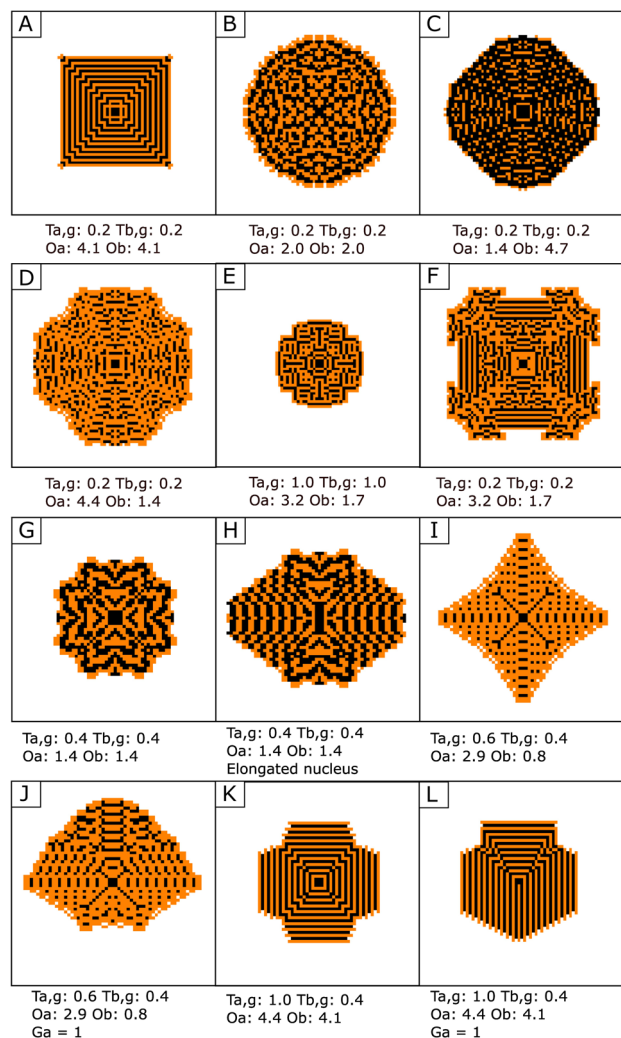 A
B
C
Ta,g: 0.2 Tb,g: 0.2
Oa: 4.1 Ob: 4.1
Ta,g: 0.2 Tb,g: 0.2
Oa: 2.0 Ob: 2.0
Ta,g: 0.2 Tb,g: 0.2
Oa: 1.4 Ob: 4.7
D
E
F
Ta,g: 0.2 Tb,g: 0.2
Oa: 4.4 Ob: 1.4
Ta,g: 1.0 Tb,g: 1.0
Oa: 3.2 Ob: 1.7
Ta,g: 0.2 Tb,g: 0.2
Oa: 3.2 Ob: 1.7
G
H
I
Ta,g: 0.4 Tb,g: 0.4
Oa: 1.4 Ob: 1.4
Ta,g: 0.4 Tb,g: 0.4
Oa: 1.4 Ob: 1.4
Elongated nucleus
Ta,g: 0.6 Tb,g: 0.4
Oa: 2.9 Ob: 0.8
J
K
L
Ta,g: 0.6 Tb,g: 0.4
Oa: 2.9 Ob: 0.8
Ga = 1
Ta,g: 1.0 Tb,g: 0.4
Oa: 4.4 Ob: 4.1
Ta,g: 1.0 Tb,g: 0.4
Oa: 4.4 Ob: 4.1
Ga = 1